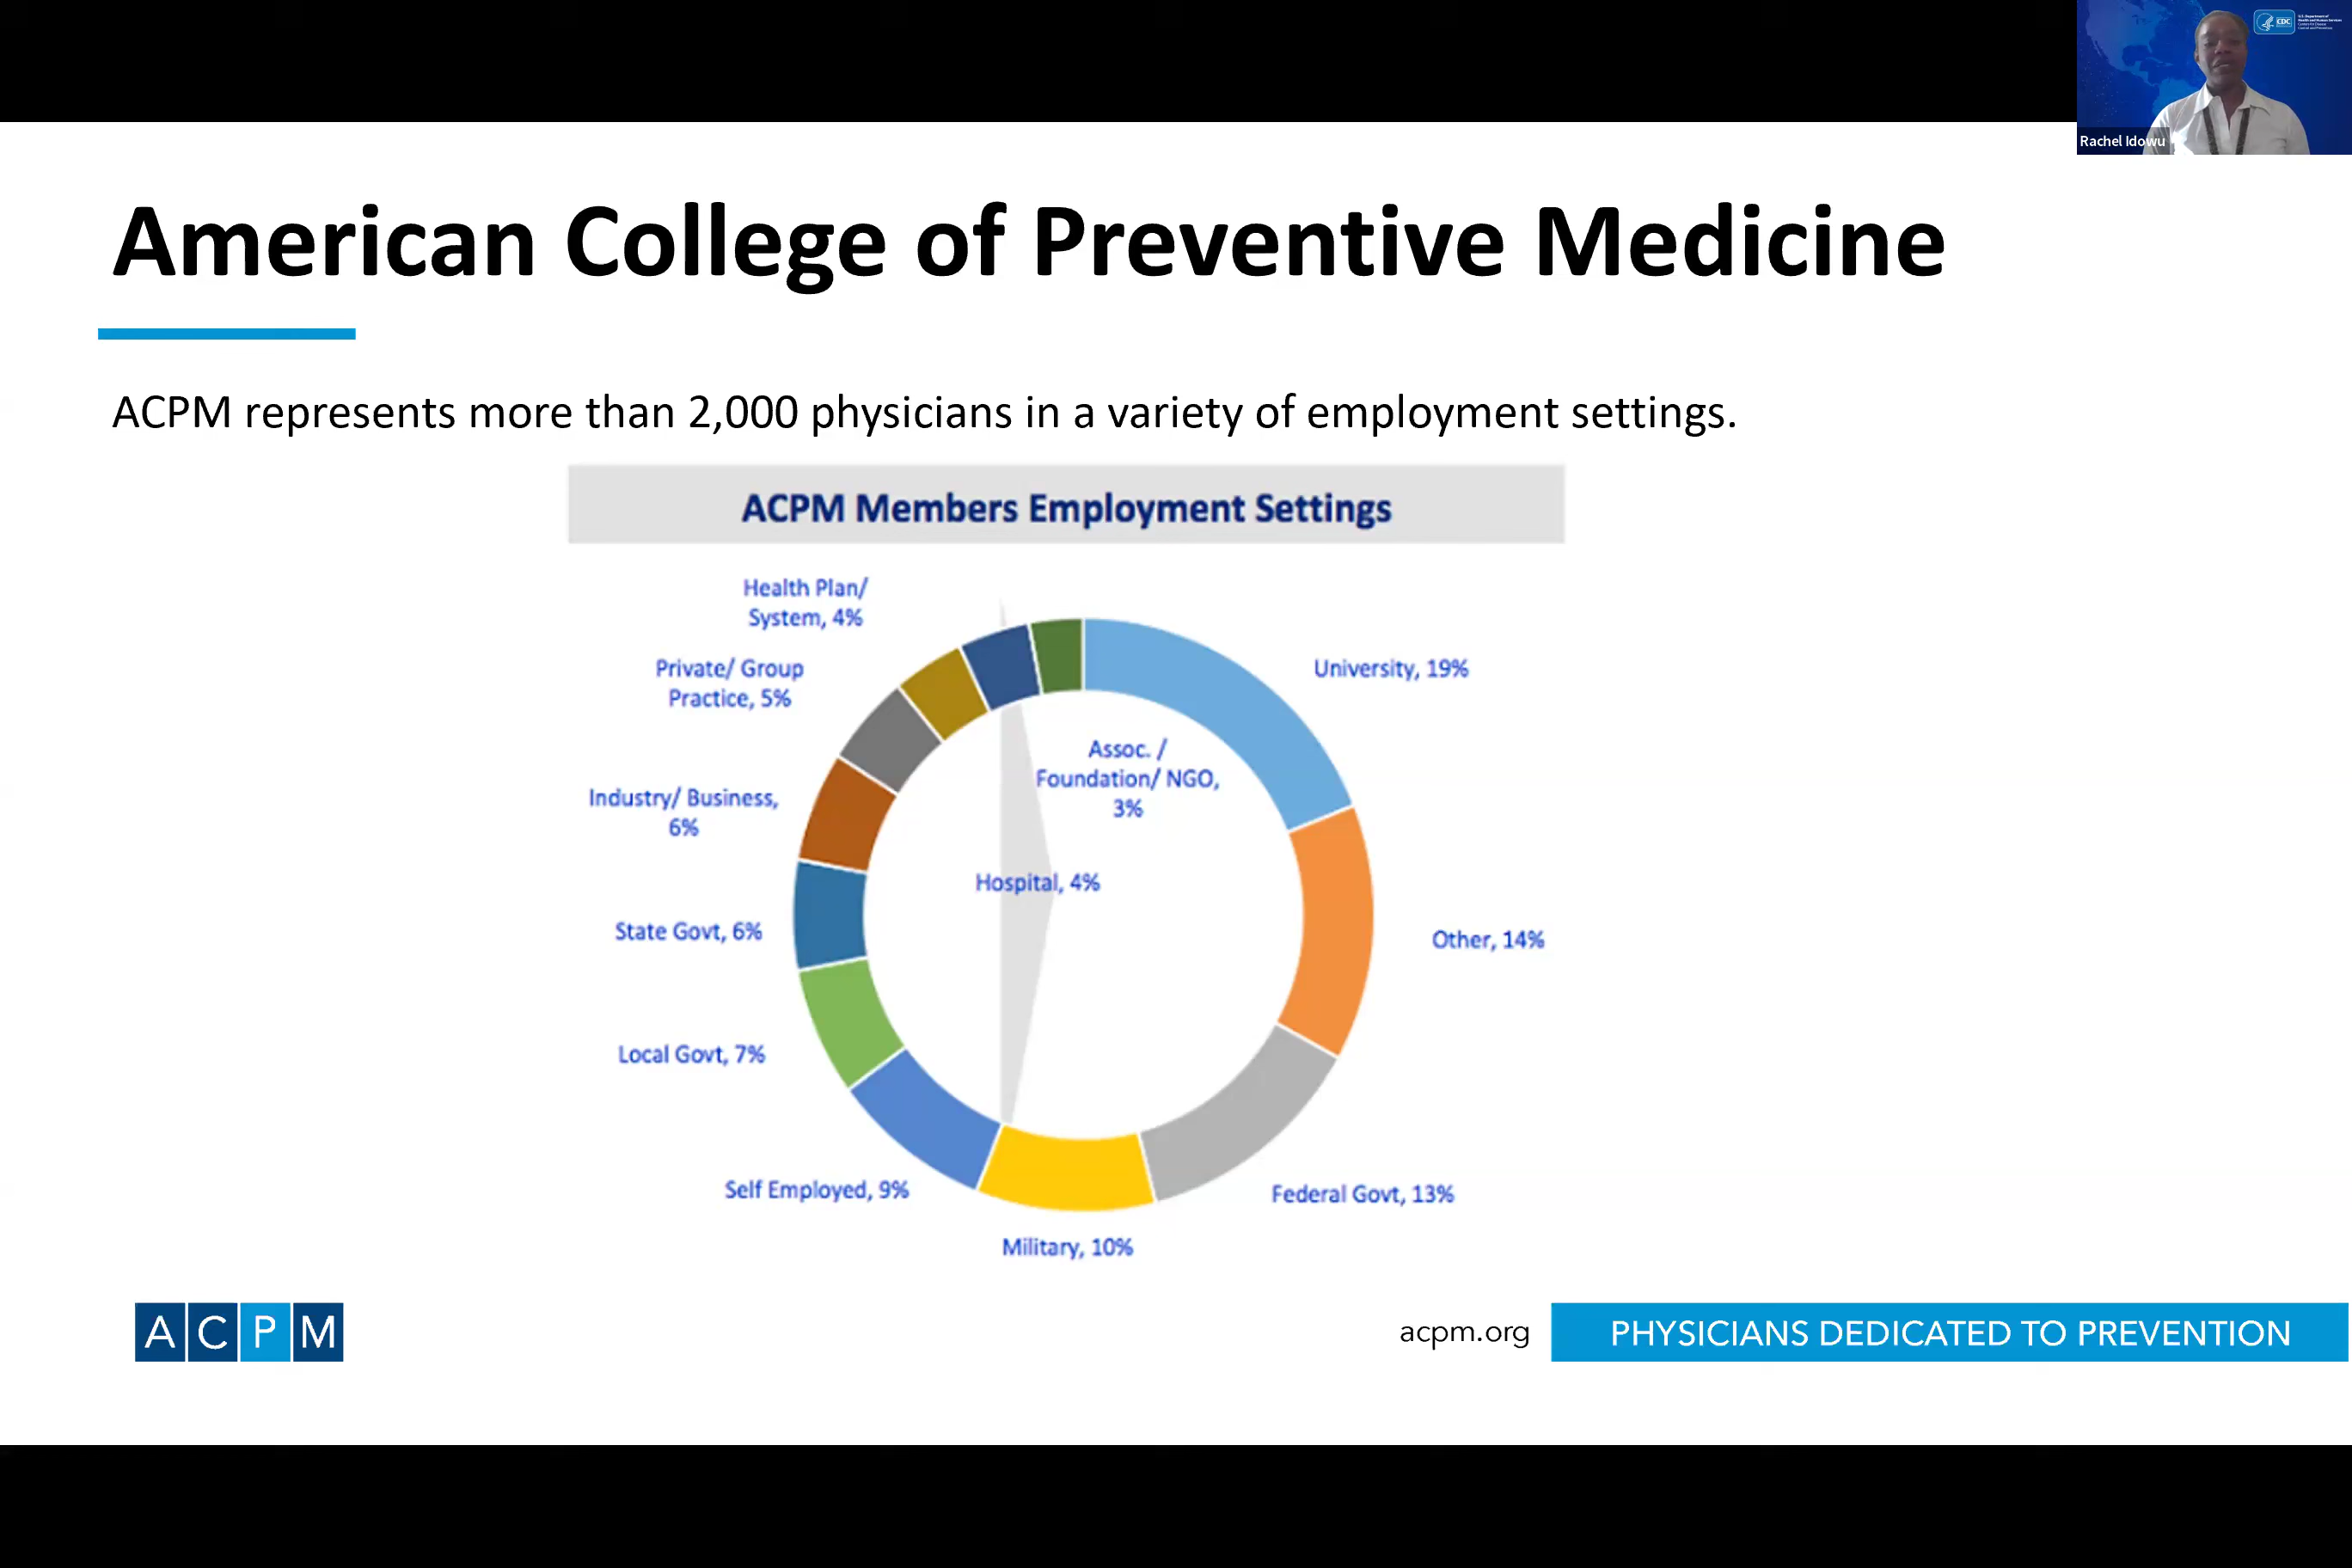 CDC
Rachel Idowu
American College of Preventive Medicine
ACPM represents more than 2,000 physicians in a variety of employment settings.
ACPM Members Employment Settings
Health Plan/
System, 4%
Private/ Group
Practice, 5%
Industry/ Business,
6%
State Govt, 6%
Local Govt, 7%
Self Employed, 9%
Military, 10%
Federal Govt, 13%
Other, 14%
University, 19%
Assoc. /
Foundation/ NGO,
3%
Hospital, 4%
ACPM
acpm.org
PHYSICIANS DEDICATED TO PREVENTION